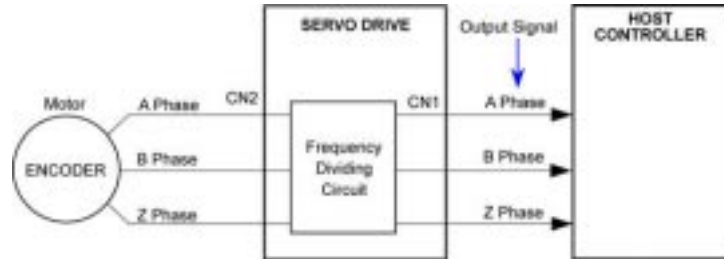 SERVO DRIVE
Output Signal
HOST
CONTROLLER
Motor
A Phase
CN2
CN1
A Phase
ENCODER
B Phase
Frequency
Dividing
Circuit
B Phase
Z Phase
Z Phase